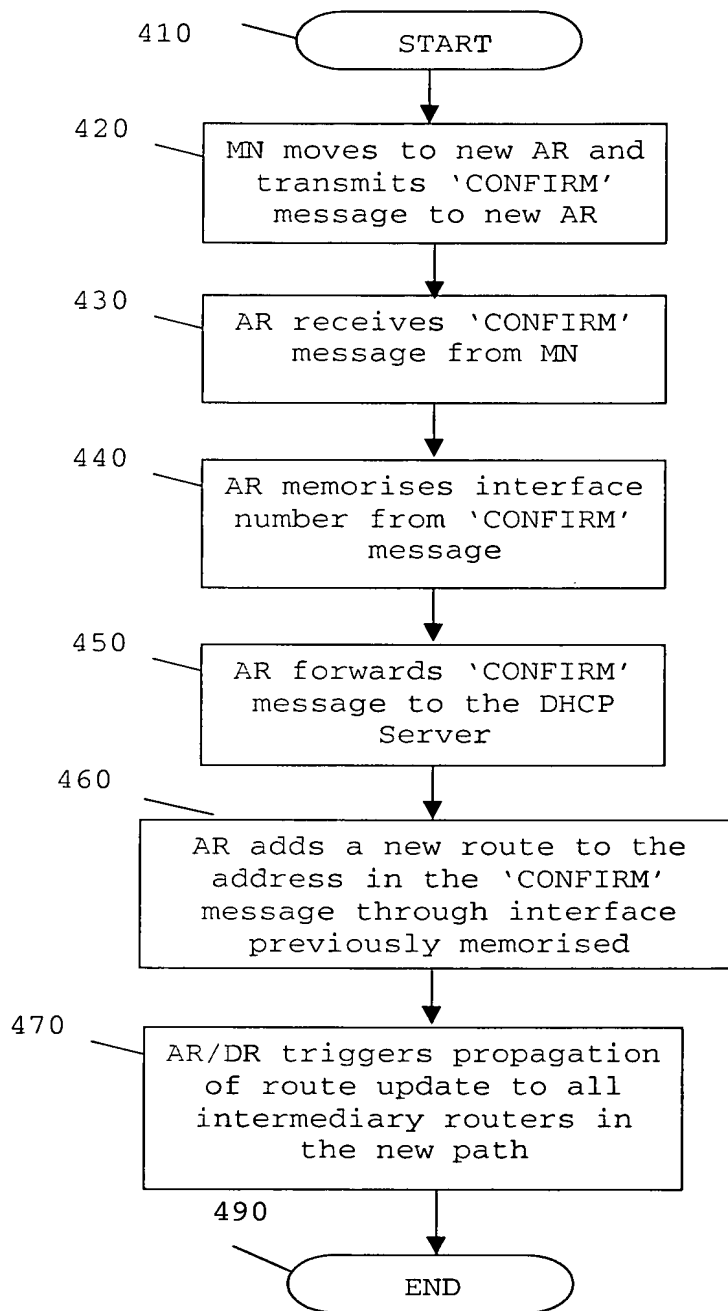 410
START
420
MN moves to new AR and
transmits ‘CONFIRM’
message to new AR
430
AR receives ‘CONFIRM’
message from MN
440
AR memorises interface
number from ‘CONFIRM’
message
450
AR forwards ‘CONFIRM’
message to the DHCP
Server
460
AR adds a new route to the
address in the ‘CONFIRM’
message through interface
previously memorised
470
AR/DR triggers propagation
of route update to all
intermediary routers in
the new path
490
END